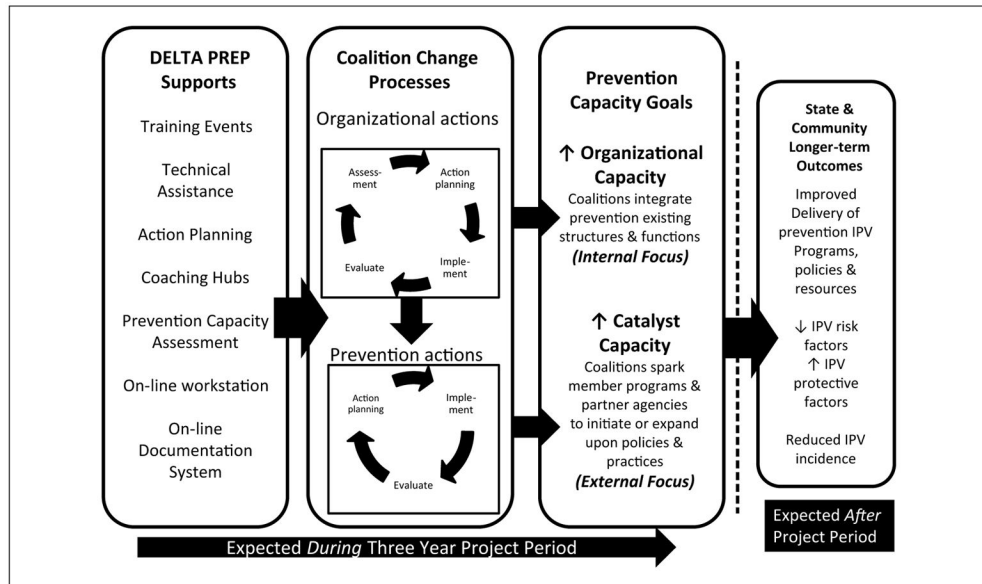 DELTA PREP
Supports
Training Events
Technical
Assistance
Action Planning
Coaching Hubs
Prevention Capacity
Assessment
On-line workstation
On-line
Documentation
System
Coalition Change
Processes
Organizational actions
Assess-
ment
Action
planning
Imple-
ment
Evaluate
Prevention actions
Action
planning
Imple-
ment
Evaluate
Prevention
Capacity Goals
↑ Organizational
Capacity
Coalitions integrate
prevention existing
structures & functions
(Internal Focus)
↑ Catalyst
Capacity
Coalitions spark
member programs &
partner agencies
to initiate or expand
upon policies &
practices
(External Focus)
State &
Community
Longer-term
Outcomes
Improved
Delivery of
prevention IPV
Programs,
policies &
resources
↓ IPV risk
factors
↑ IPV
protective
factors
Reduced IPV
incidence
Expected During Three Year Project Period
Expected After
Project Period